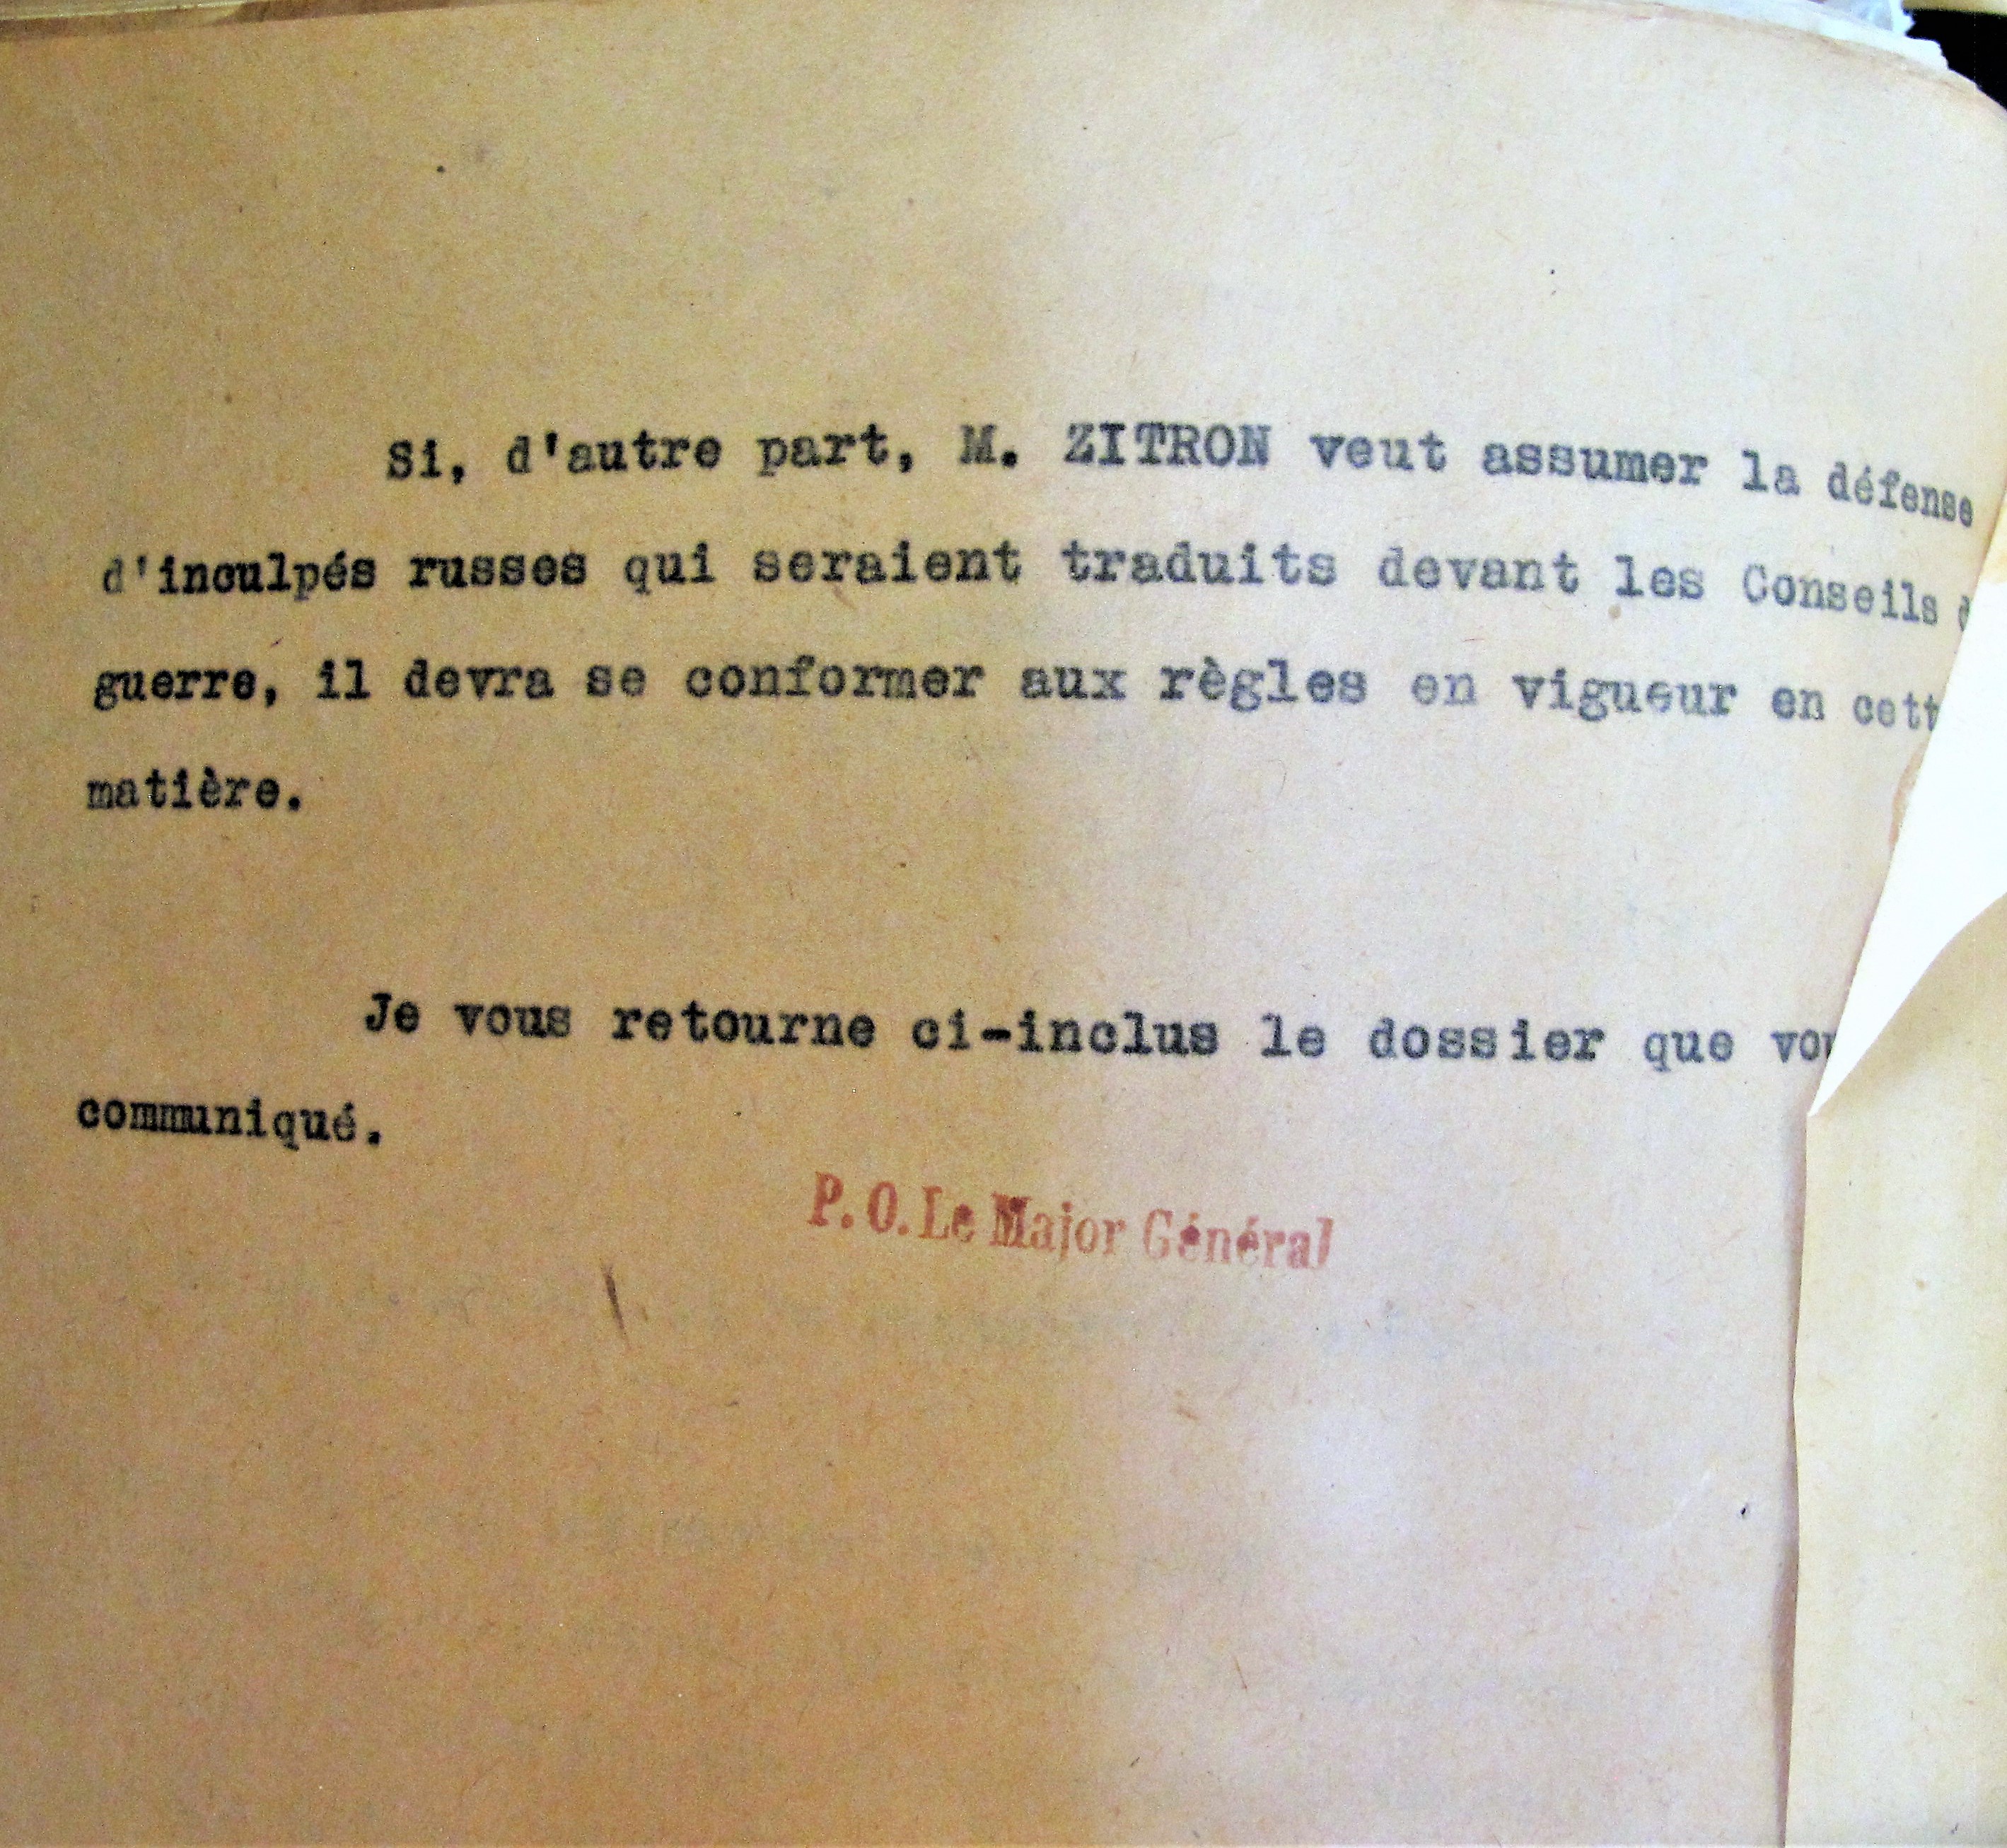 Si, d'autre part, M. ZITRON veut assumer la défense
d'inculpés russes qui seraient traduits devant les Conseils
guerre, il devra se conformer aux règles en vigueur en cett
matière.
Je vous retourne ci-inclus le dossier que
communiqué.
P. O. Le Major Général